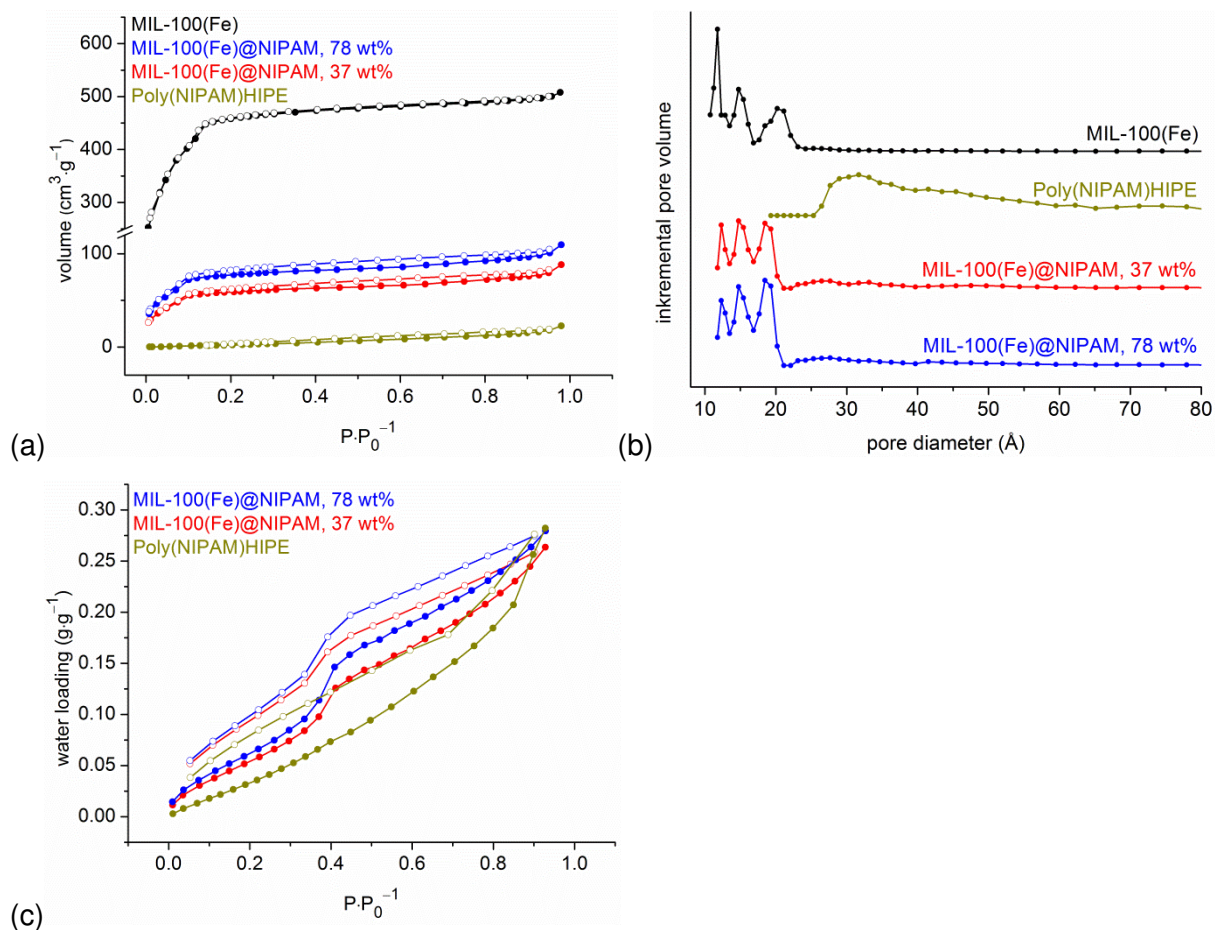 MIL-100(Fe)
MIL-100(Fe)@NIPAM, 78 wt%
MIL-100(Fe)@NIPAM, 37 wt%
Poly(NIPAM)HIPE
600
500
400
300
100
0
volume (cm³·g⁻¹)
0.0 0.2 0.4 0.6 0.8 1.0
P·P₀⁻¹
(a)
MIL-100(Fe)
Poly(NIPAM)HIPE
MIL-100(Fe)@NIPAM, 37 wt%
MIL-100(Fe)@NIPAM, 78 wt%
inkremental pore volume
10 20 30 40 50 60 70 80
pore diameter (Å)
(b)
MIL-100(Fe)@NIPAM, 78 wt%
MIL-100(Fe)@NIPAM, 37 wt%
Poly(NIPAM)HIPE
0.30
0.25
0.20
0.15
0.10
0.05
0.00
water loading (g·g⁻¹)
0.0 0.2 0.4 0.6 0.8 1.0
P·P₀⁻¹
(c)